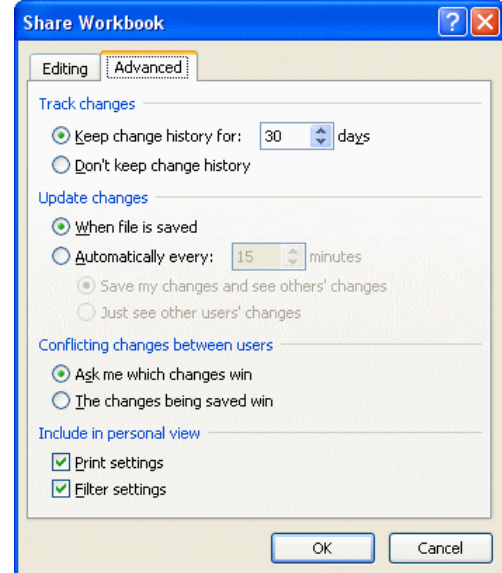 Share Workbook
Editing Advanced
Track changes
Keep change history for: 30 days
Don't keep change history
Update changes
When file is saved
Automatically every: 15 minutes
Save my changes and see others' changes
Just see other users' changes
Conflicting changes between users
Ask me which changes win
The changes being saved win
Include in personal view
Print settings
Filter settings
OK Cancel